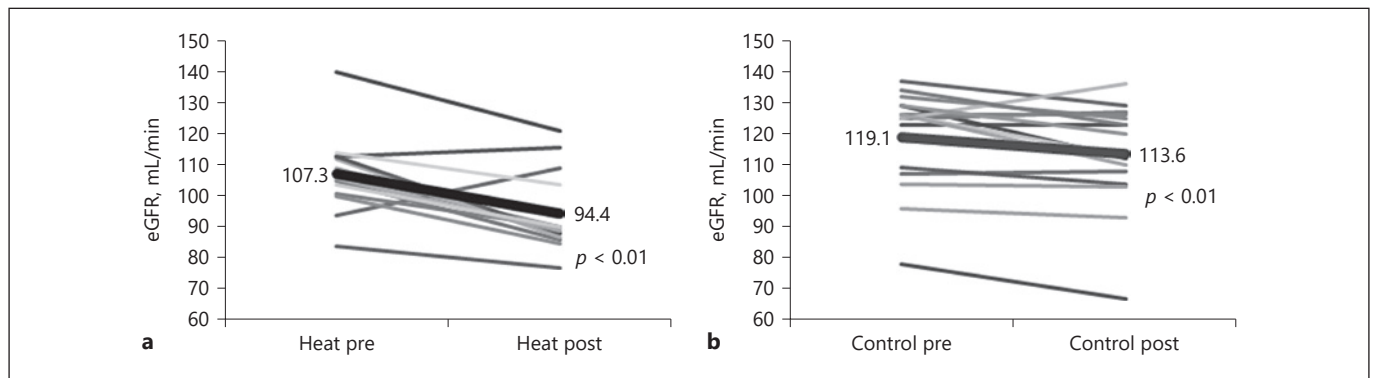 150
140
130
120
110
100
90
80
70
60
eGFR, mL/min
107.3
94.4
p < 0.01
Heat pre
Heat post
a
150
140
130
120
110
100
90
80
70
60
eGFR, mL/min
119.1
113.6
p < 0.01
Control pre
Control post
b